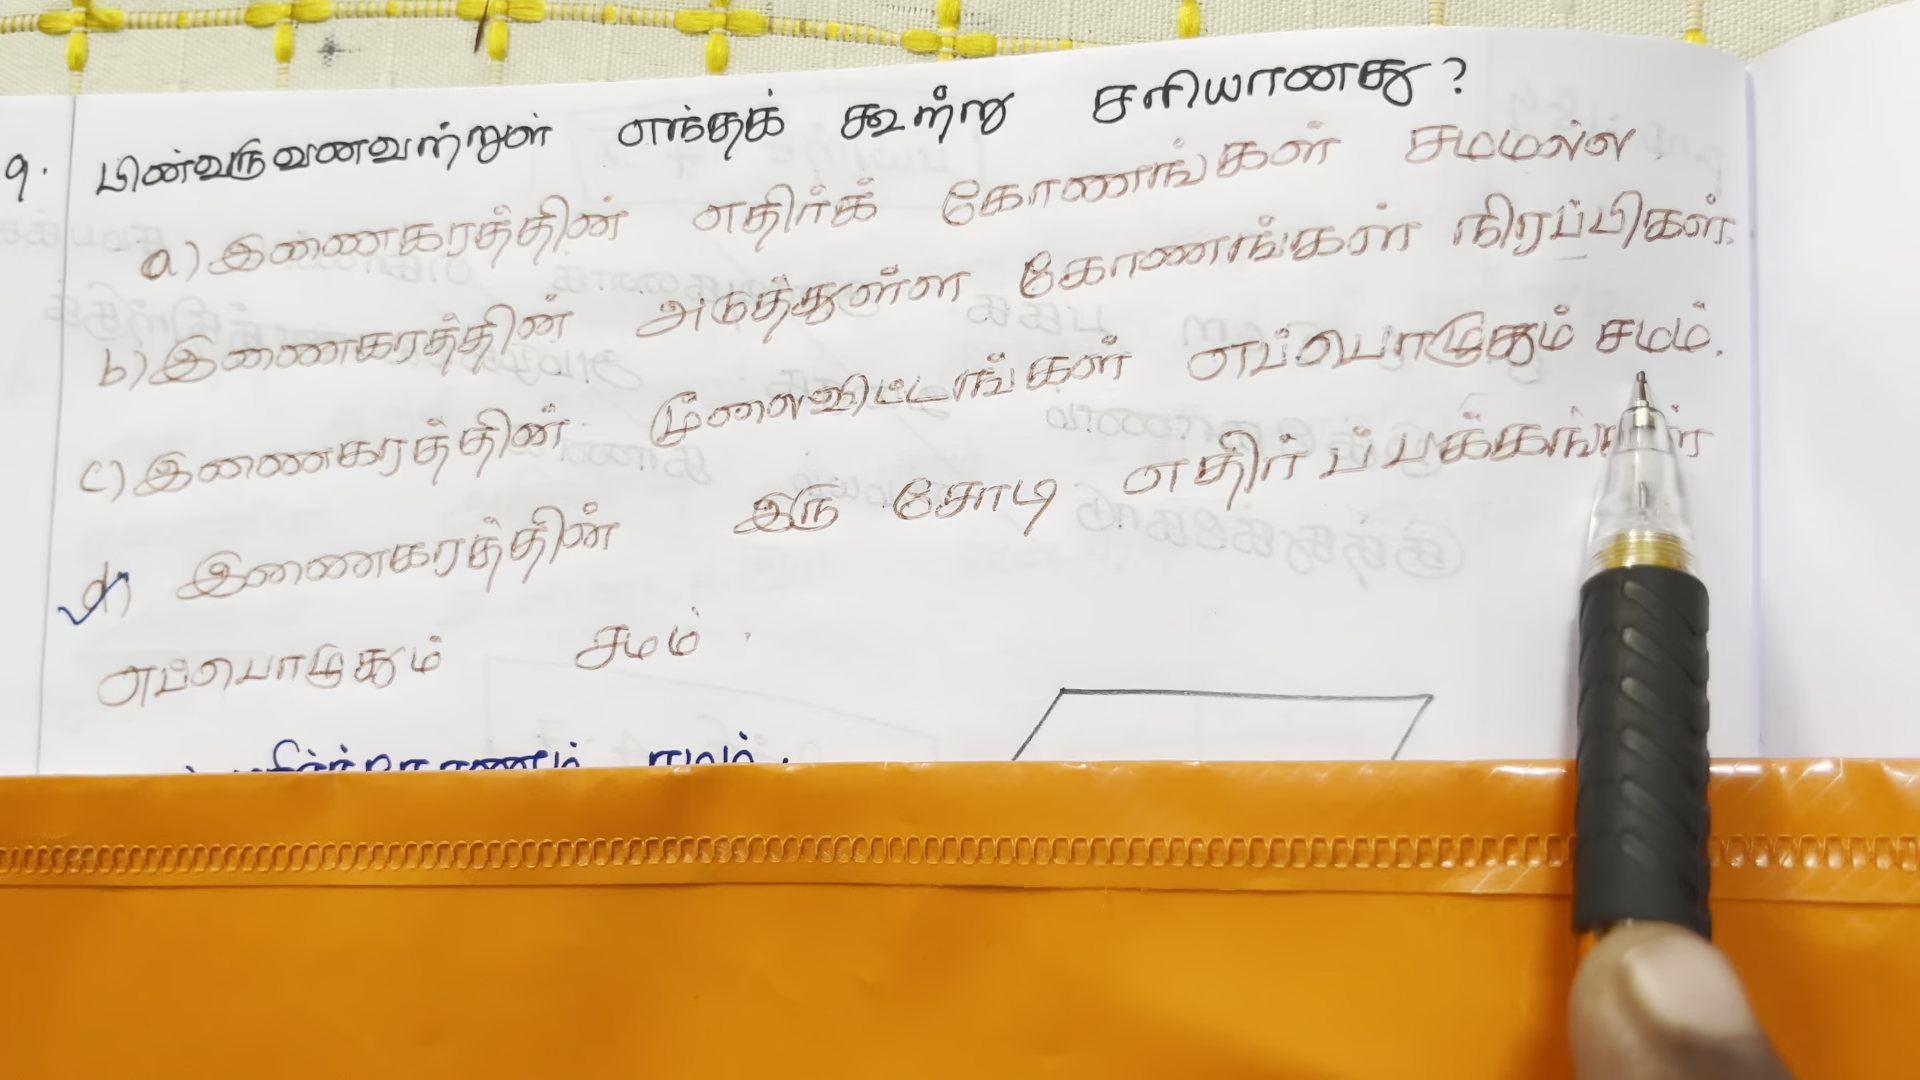 9. பின்வருவனவற்றுள் எந்தக் கூற்று சரியானது?
a) இணைகரத்தின் எதிர்க் கோணங்கள் சமமல்ல.
b) இணைகரத்தின் அடுத்துள்ள கோணங்கள் நிரப்பிகள்.
c) இணைகரத்தின் மூலைவிட்டங்கள் எப்பொழுதும் சமம்.
d) இணைகரத்தின் இரு சோடி எதிர்ப்பக்கங்கள்
எப்பொழுதும் சமம்.